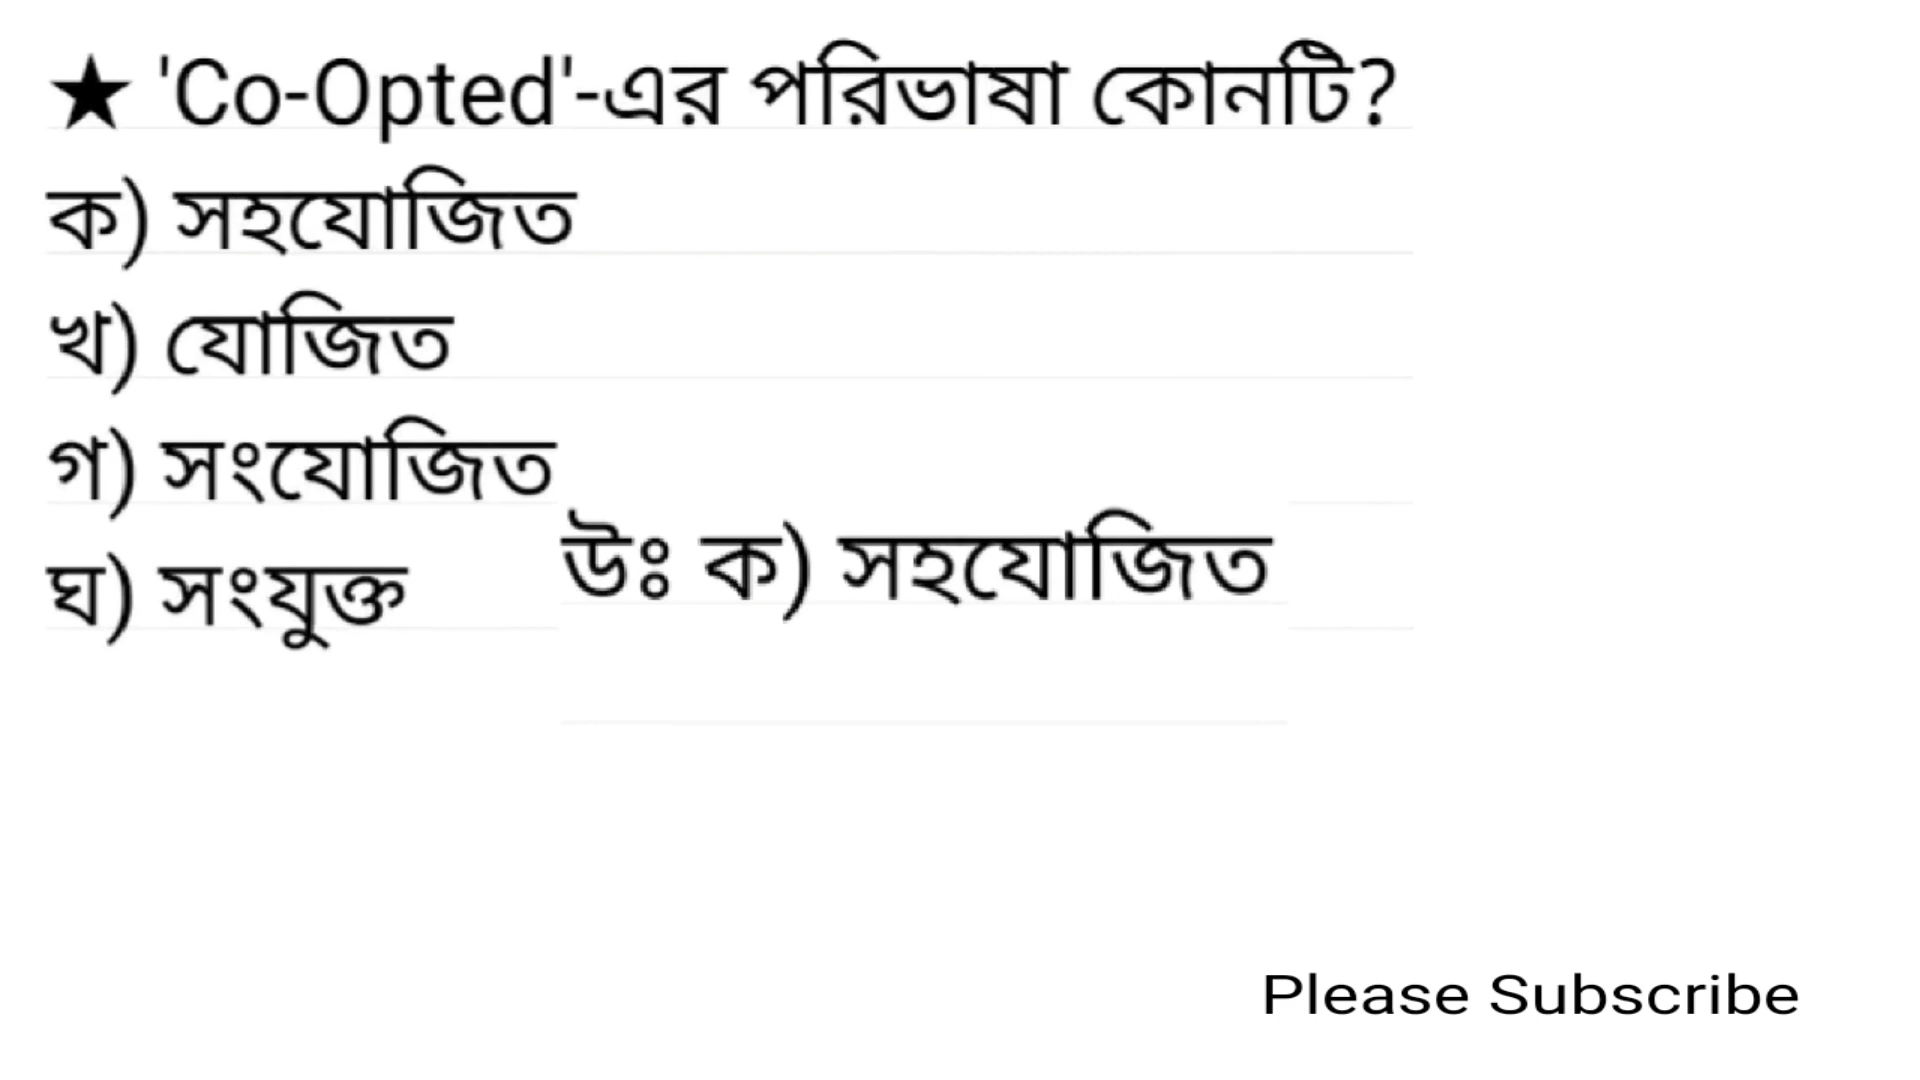 ★ 'Co-Opted'-এর পরিভাষা কোনটি?
ক) সহযোজিত
খ) যোজিত
গ) সংযোজিত
ঘ) সংযুক্ত
উঃ ক) সহযোজিত
Please Subscribe